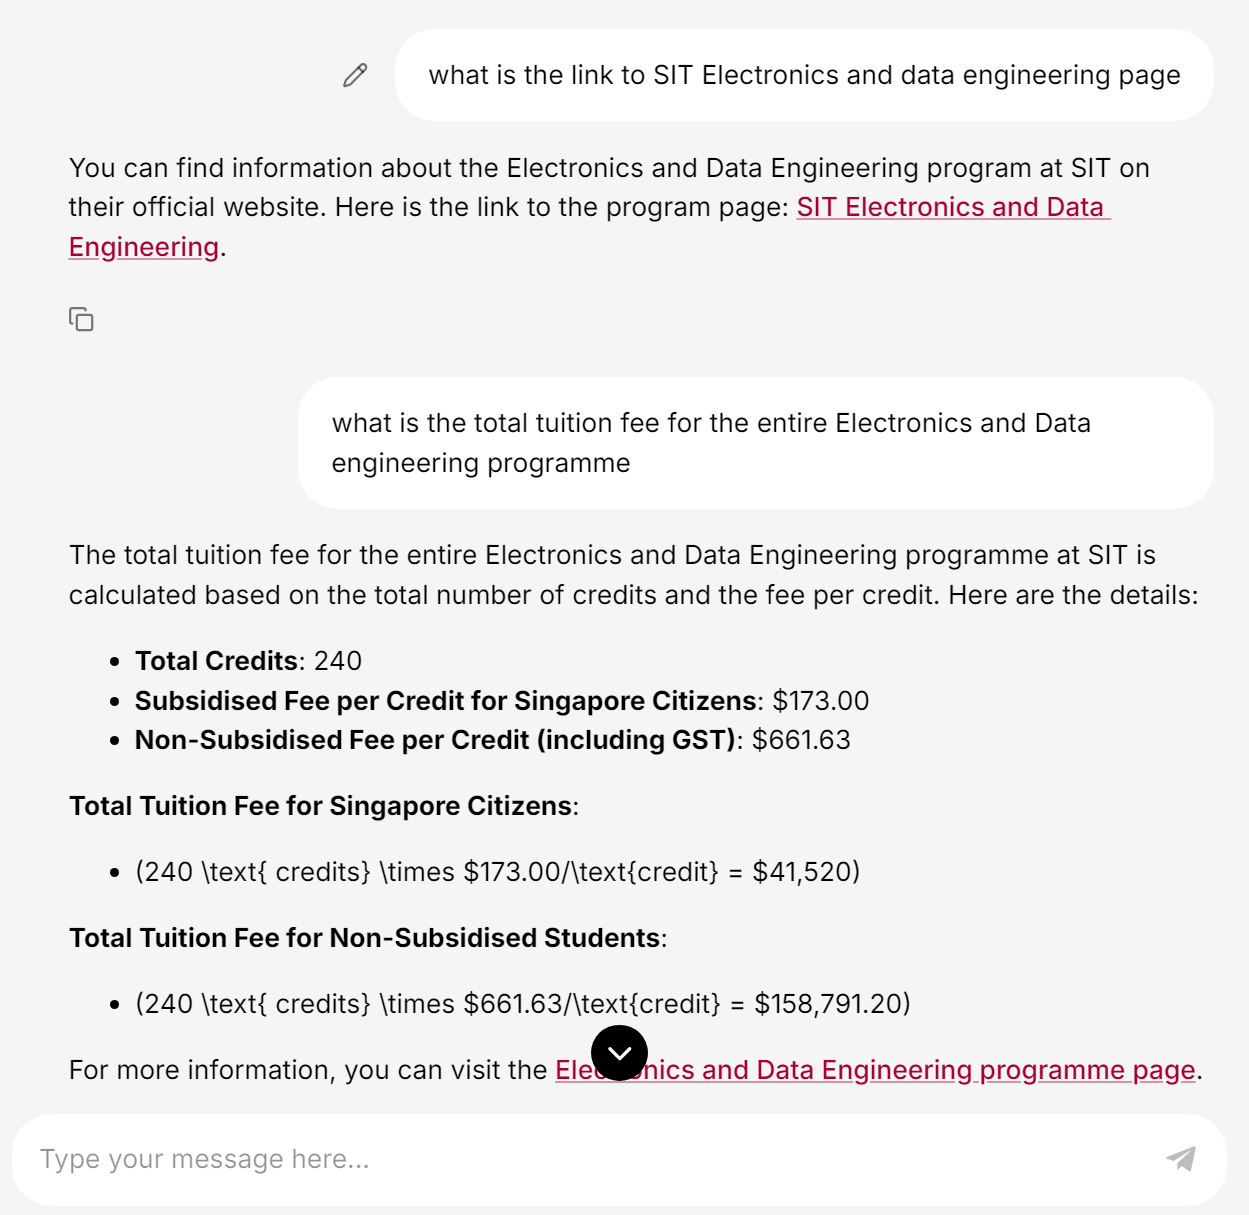 what is the link to SIT Electronics and data engineering page
You can find information about the Electronics and Data Engineering program at SIT on
their official website. Here is the link to the program page: SIT Electronics and Data
Engineering.
what is the total tuition fee for the entire Electronics and Data
engineering programme
The total tuition fee for the entire Electronics and Data Engineering programme at SIT is
calculated based on the total number of credits and the fee per credit. Here are the details:
• Total Credits: 240
• Subsidised Fee per Credit for Singapore Citizens: $173.00
• Non-Subsidised Fee per Credit (including GST): $661.63
Total Tuition Fee for Singapore Citizens:
• (240 \text{ credits} \times $173.00/\text{credit} = $41,520)
Total Tuition Fee for Non-Subsidised Students:
• (240 \text{ credits} \times $661.63/\text{credit} = $158,791.20)
For more information, you can visit the Electronics and Data Engineering programme page.
Type your message here...